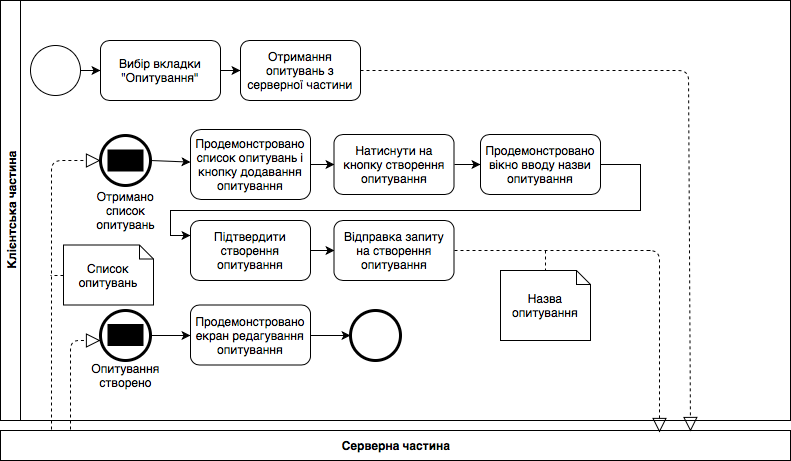 Клієнтська частина
Вибір вкладки
"Опитування"
Отримання
опитувань з
серверної частини
Отримано
список
опитувань
Продемонстровано
список опитувань і
кнопку додавання
опитування
Натиснути на
кнопку створення
опитування
Продемонстровано
вікно вводу назви
опитування
Підтвердити
створення
опитування
Відправка запиту
на створення
опитування
Список
опитувань
Назва
опитування
Опитування
створено
Продемонстровано
екран редагування
опитування
Серверна частина